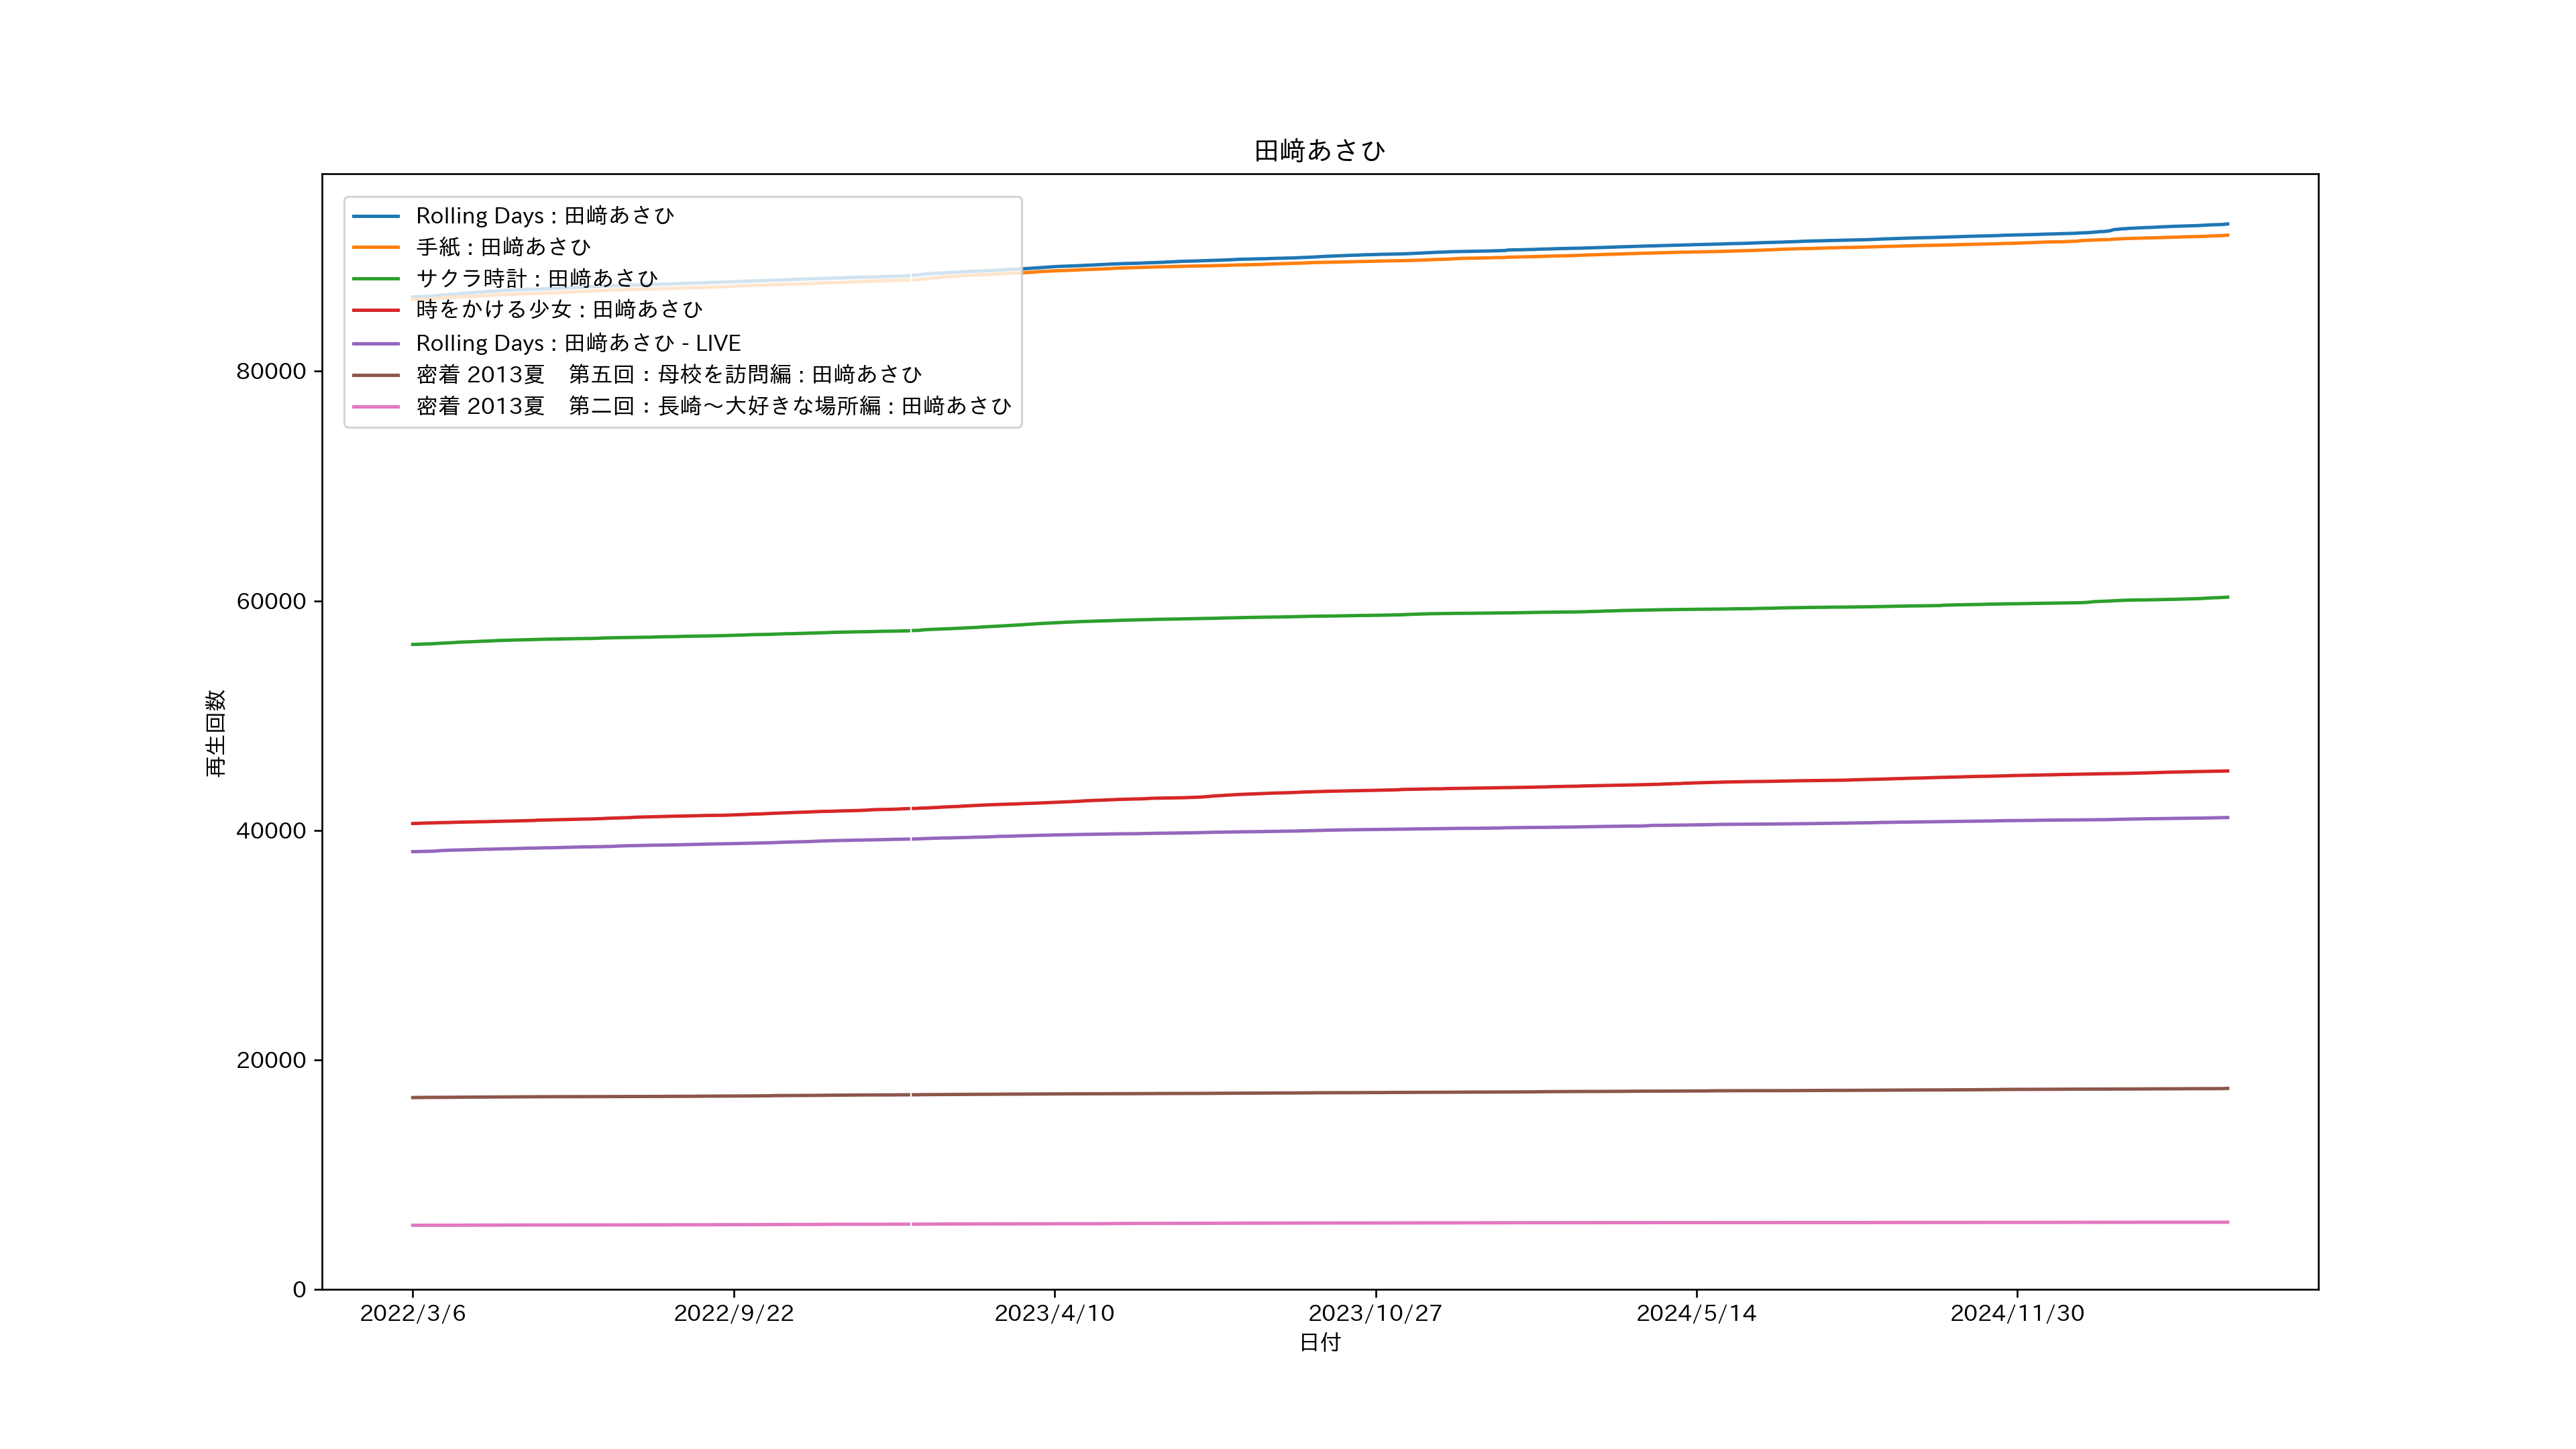 田﨑あさひ
Rolling Days : 田﨑あさひ
手紙 : 田﨑あさひ
サクラ時計 : 田﨑あさひ
時をかける少女 : 田﨑あさひ
Rolling Days : 田﨑あさひ - LIVE
密着 2013夏　第五回：母校を訪問編 : 田﨑あさひ
密着 2013夏　第二回：長崎～大好きな場所編 : 田﨑あさひ
80000
60000
40000
20000
0
再生回数
2022/3/6 2022/9/22 2023/4/10 2023/10/27 2024/5/14 2024/11/30
日付